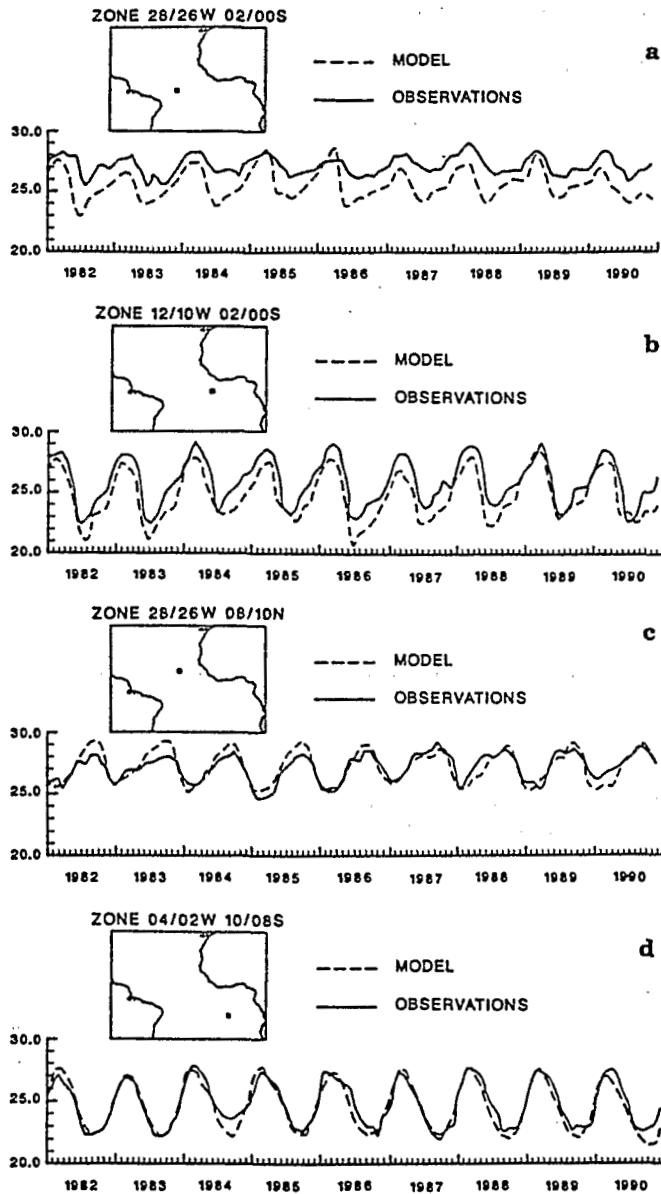 ZONE 28/26W 02/00S
a
MODEL
OBSERVATIONS
30.0
25.0
20.0
1982 1983 1984 1985 1986 1987 1988 1989 1990
ZONE 12/10W 02/00S
b
MODEL
OBSERVATIONS
30.0
25.0
20.0
1982 1983 1984 1985 1986 1987 1988 1989 1990
ZONE 28/26W 08/10N
c
MODEL
OBSERVATIONS
30.0
25.0
20.0
1982 1983 1984 1985 1986 1987 1988 1989 1990
ZONE 04/02W 10/08S
d
MODEL
OBSERVATIONS
30.0
25.0
20.0
1982 1983 1984 1985 1986 1987 1988 1989 1990